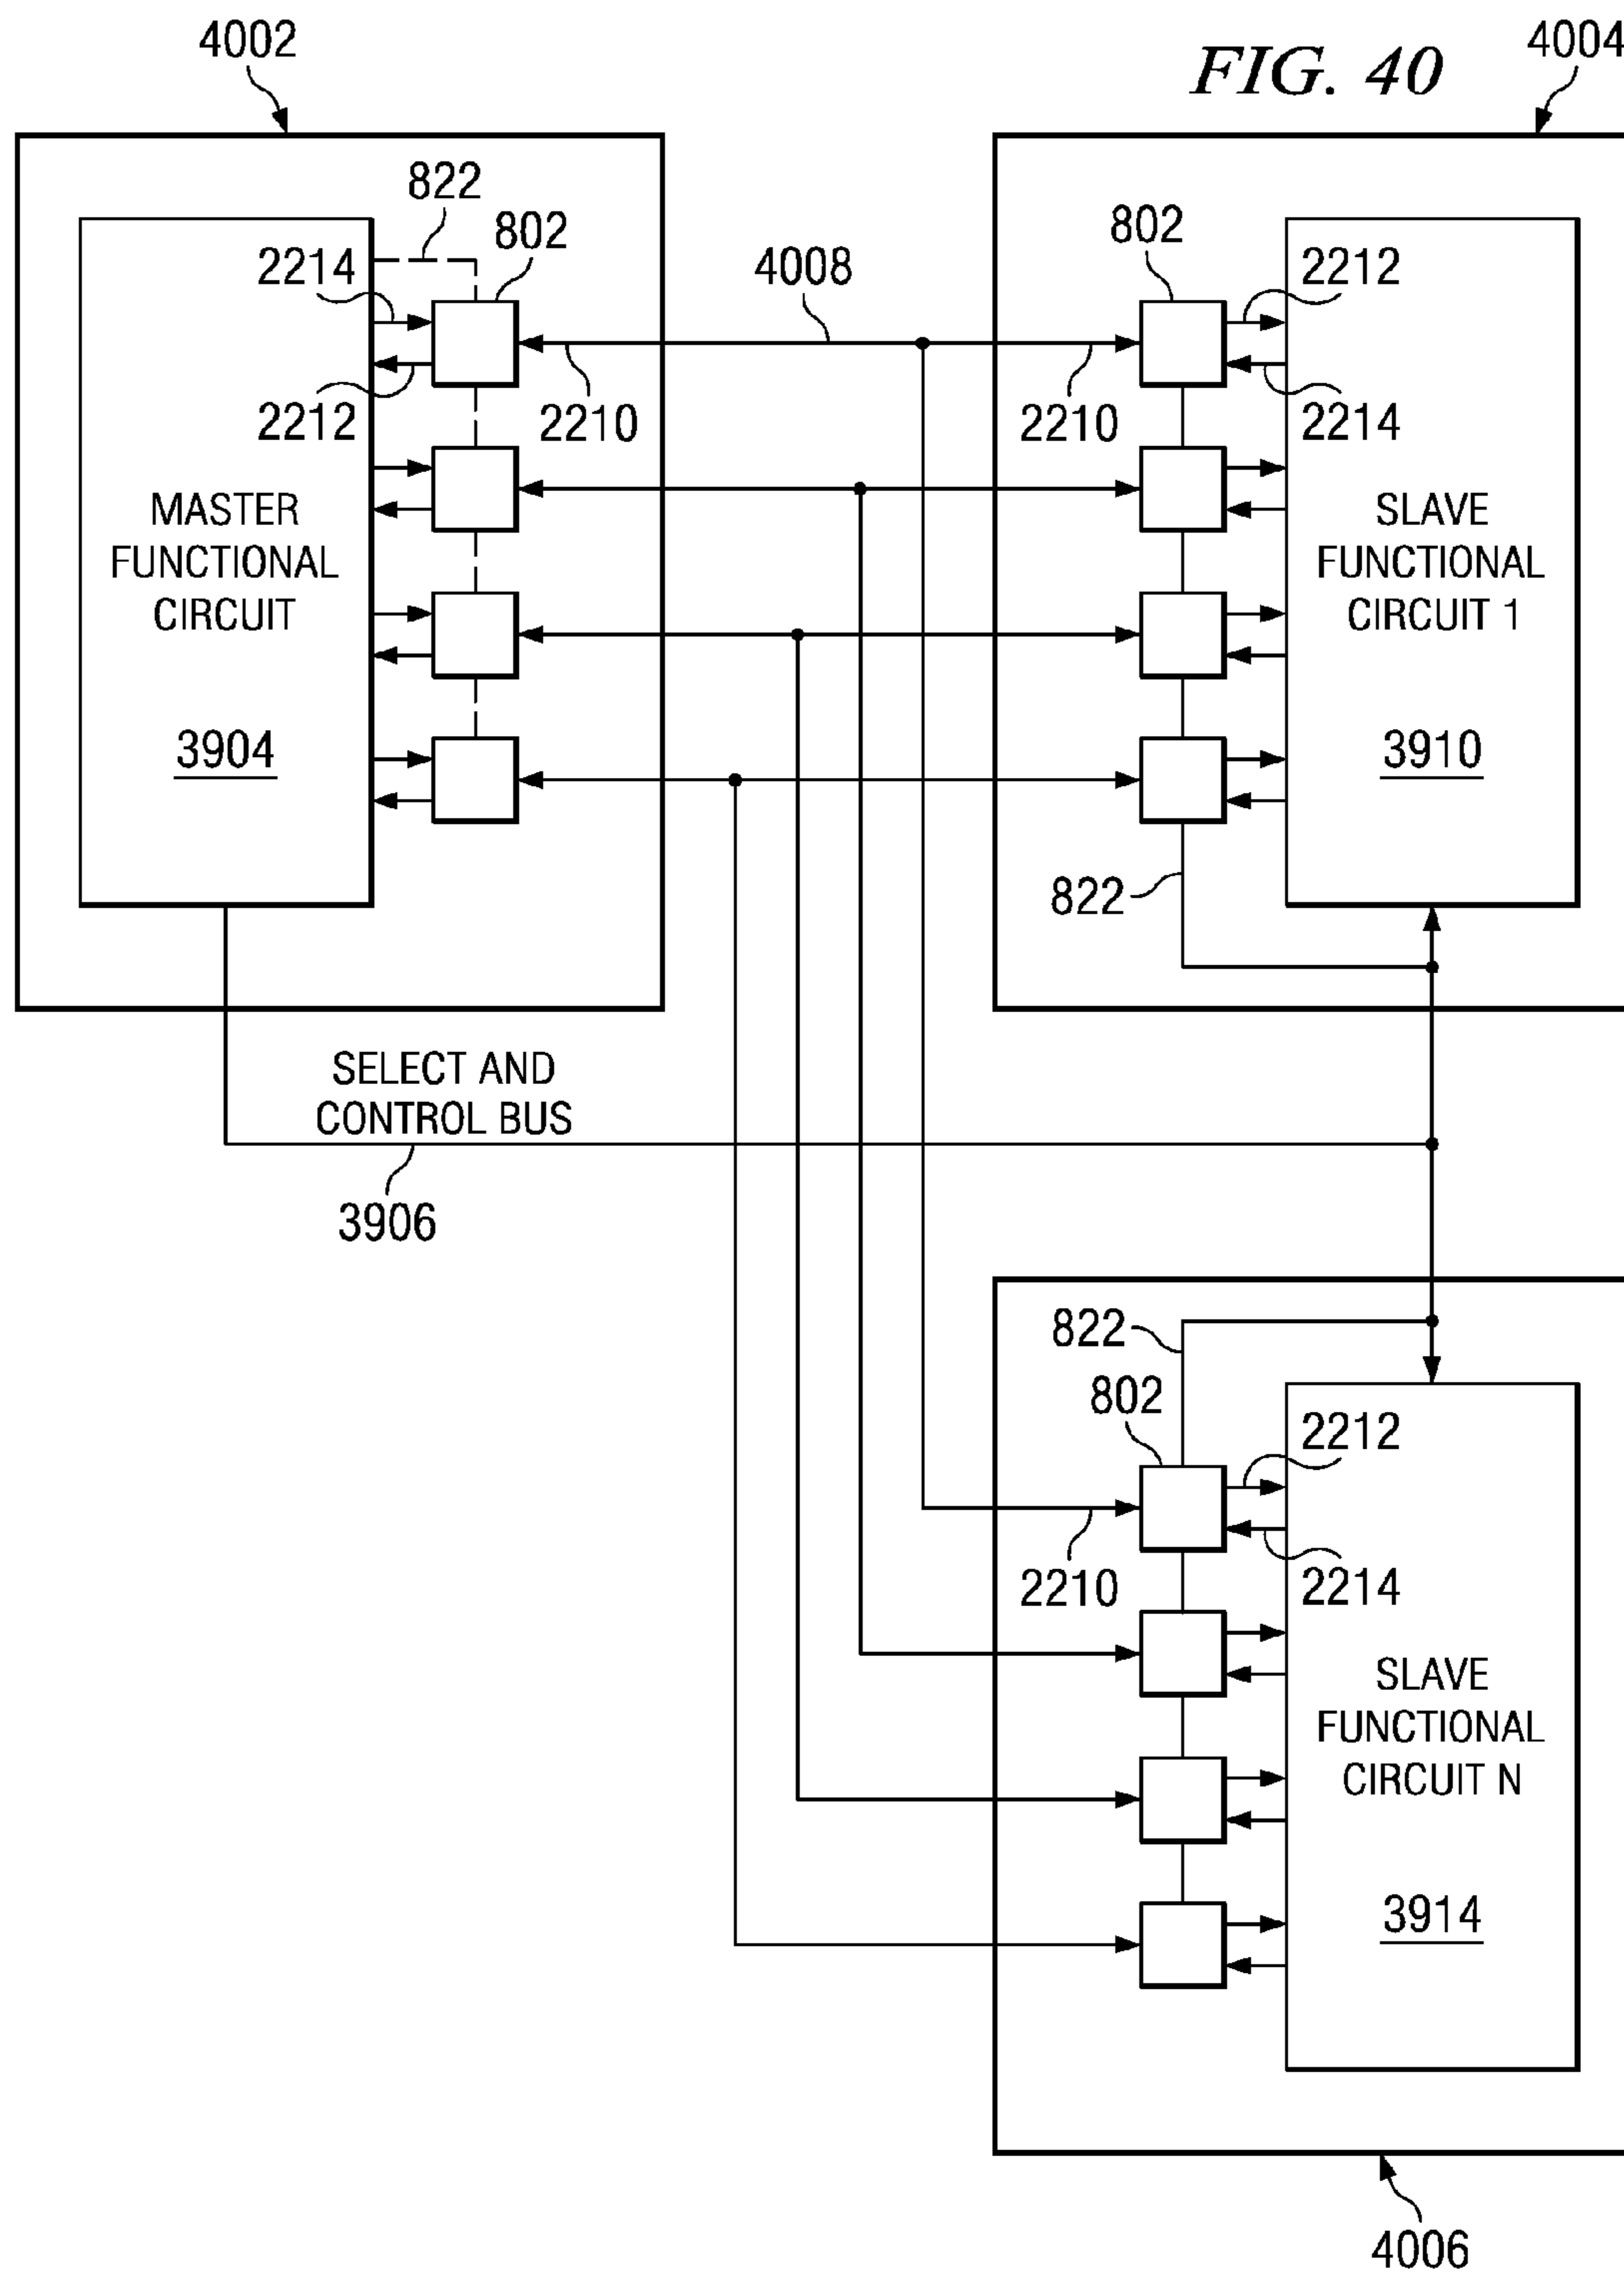 4002
FIG. 40
4004
822
802
2214
2212
2210
4008
MASTER
FUNCTIONAL
CIRCUIT
3904
802
2212
2210
2214
SLAVE
FUNCTIONAL
CIRCUIT 1
3910
822
SELECT AND
CONTROL BUS
3906
822
802
2212
2210
2214
SLAVE
FUNCTIONAL
CIRCUIT N
3914
4006